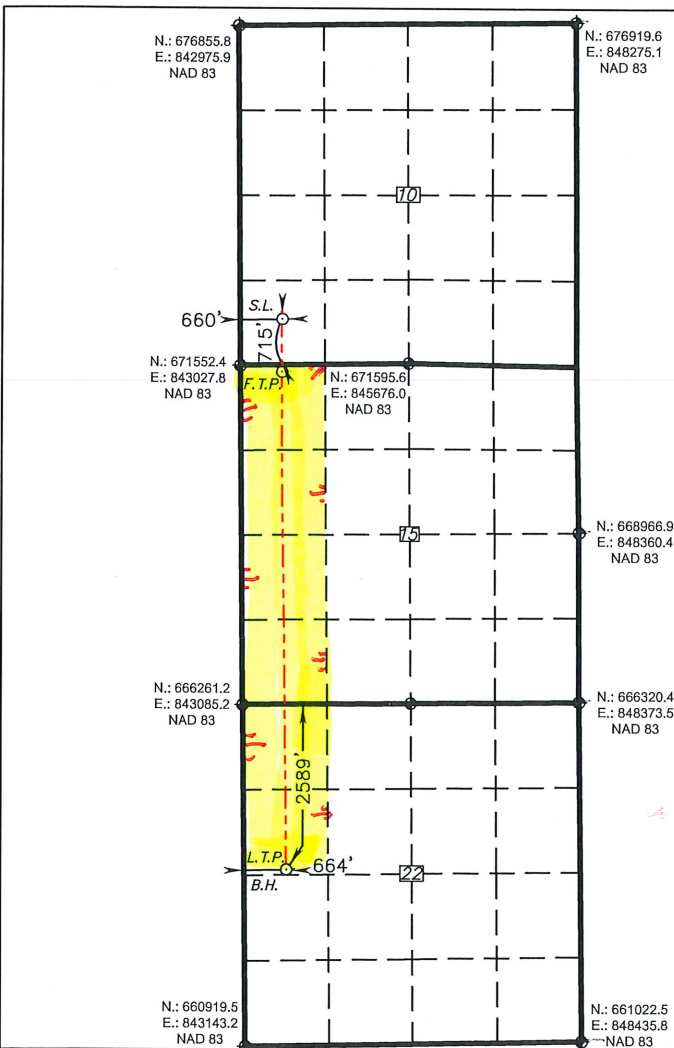 N.: 676855.8
E.: 842975.9
NAD 83
N.: 676919.6
E.: 848275.1
NAD 83
10
S.L.
660'
715'
N.: 671552.4
E.: 843027.8
NAD 83
F.T.P.
N.: 671595.6
E.: 845676.0
NAD 83
15
N.: 668966.9
E.: 848360.4
NAD 83
N.: 666261.2
E.: 843085.2
NAD 83
N.: 666320.4
E.: 848373.5
NAD 83
2589'
L.T.P.
664'
B.H.
22
N.: 660919.5
E.: 843143.2
NAD 83
N.: 661022.5
E.: 848435.8
NAD 83